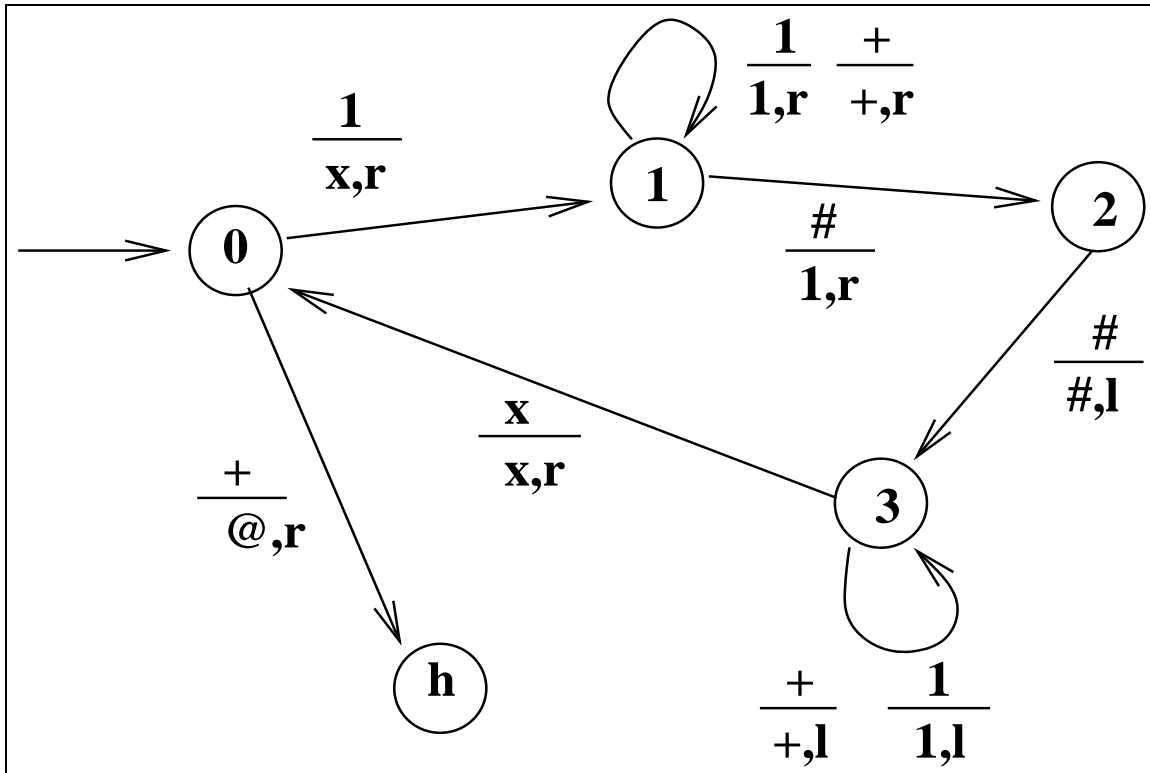 1
x,r
0
1
1,r
+
+,r
1
#
1,r
2
#
#,l
x
x,r
+
@,r
3
h
+
+,l
1
1,l